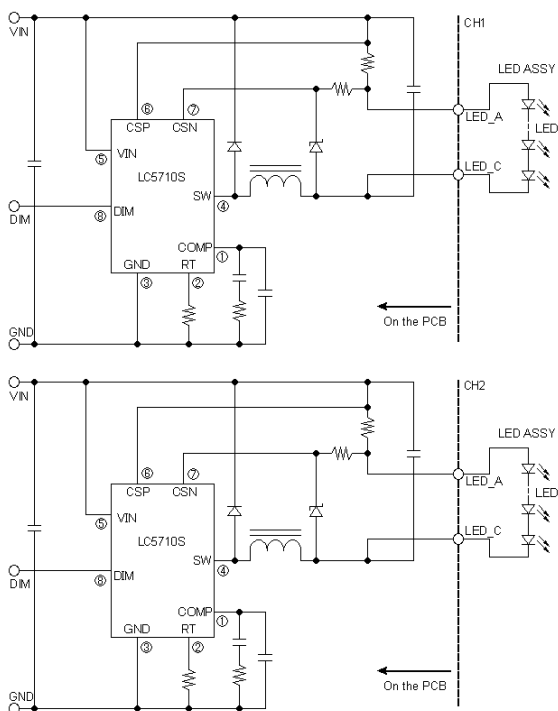 VIN
CH1
LED ASSY
⑥ ⑦
CSP CSN
LED_A
LED
⑤ VIN
LC5710S
LED_C
SW
④
DIM ⑧ DIM
COMP
①
GND RT
③ ②
On the PCB
GND
VIN
CH2
LED ASSY
⑥ ⑦
CSP CSN
LED_A
LED
⑤ VIN
LC5710S
LED_C
SW
④
DIM ⑧ DIM
COMP
①
GND RT
③ ②
On the PCB
GND